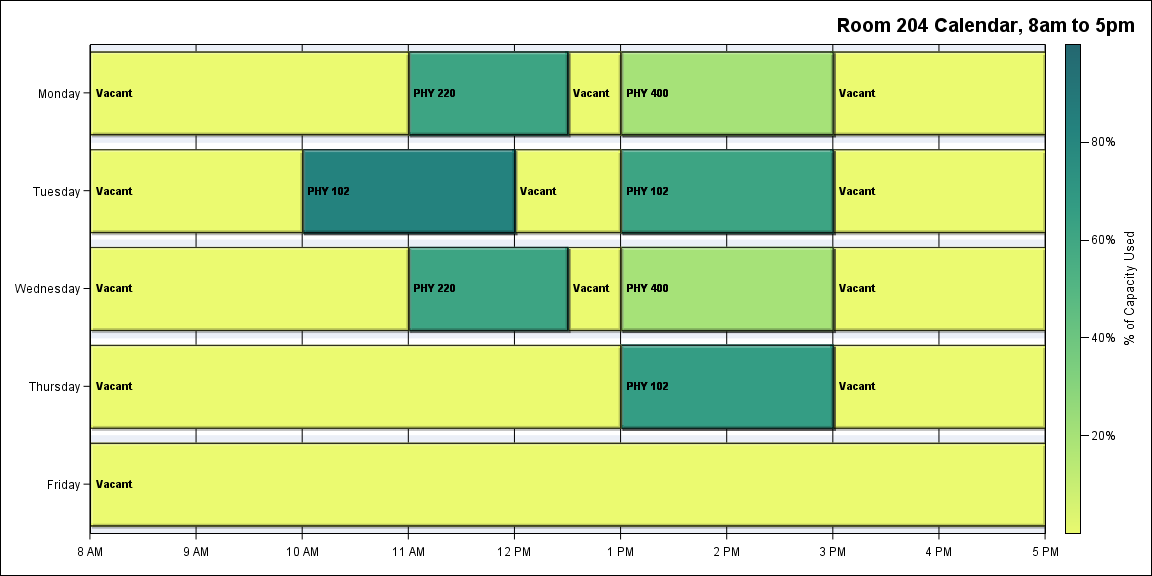 Room 204 Calendar, 8am to 5pm
Monday Vacant PHY 220 Vacant PHY 400 Vacant
Tuesday Vacant PHY 102 Vacant PHY 102 Vacant
Wednesday Vacant PHY 220 Vacant PHY 400 Vacant
Thursday Vacant PHY 102 Vacant
Friday Vacant
8 AM 9 AM 10 AM 11 AM 12 PM 1 PM 2 PM 3 PM 4 PM 5 PM
80%
60%
40%
20%
% of Capacity Used